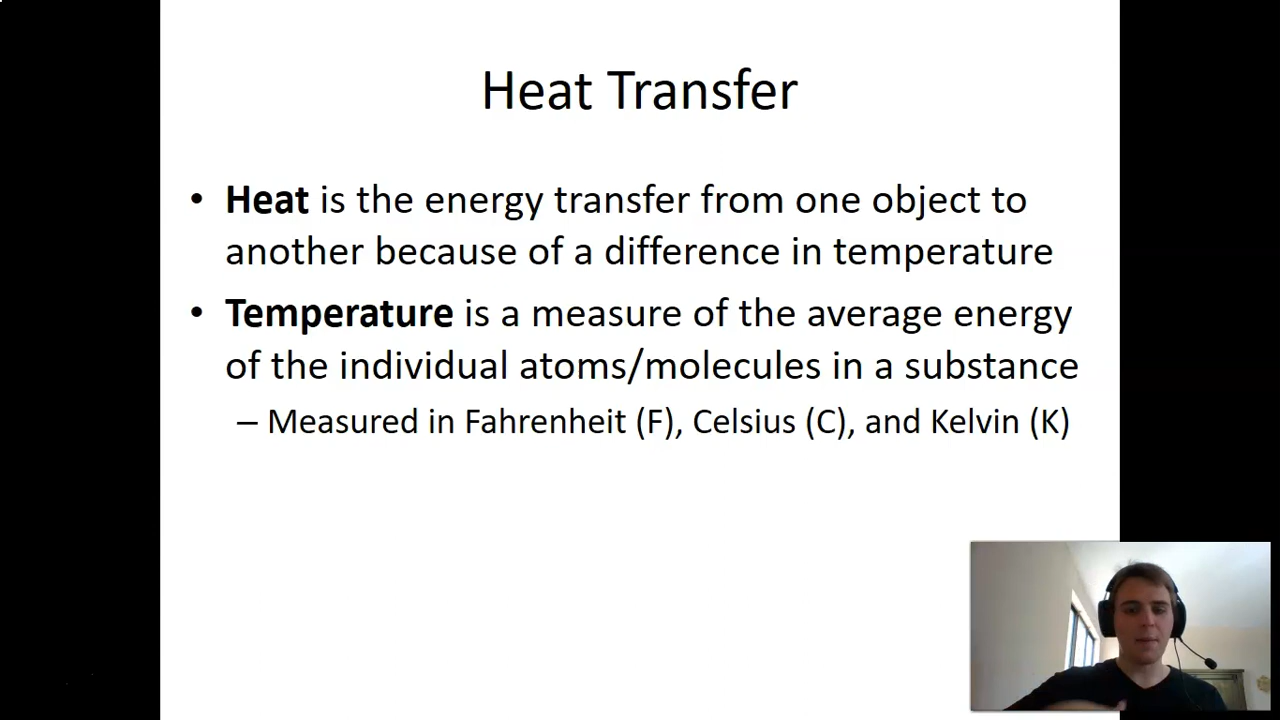 Heat Transfer
• Heat is the energy transfer from one object to
another because of a difference in temperature
• Temperature is a measure of the average energy
of the individual atoms/molecules in a substance
– Measured in Fahrenheit (F), Celsius (C), and Kelvin (K)